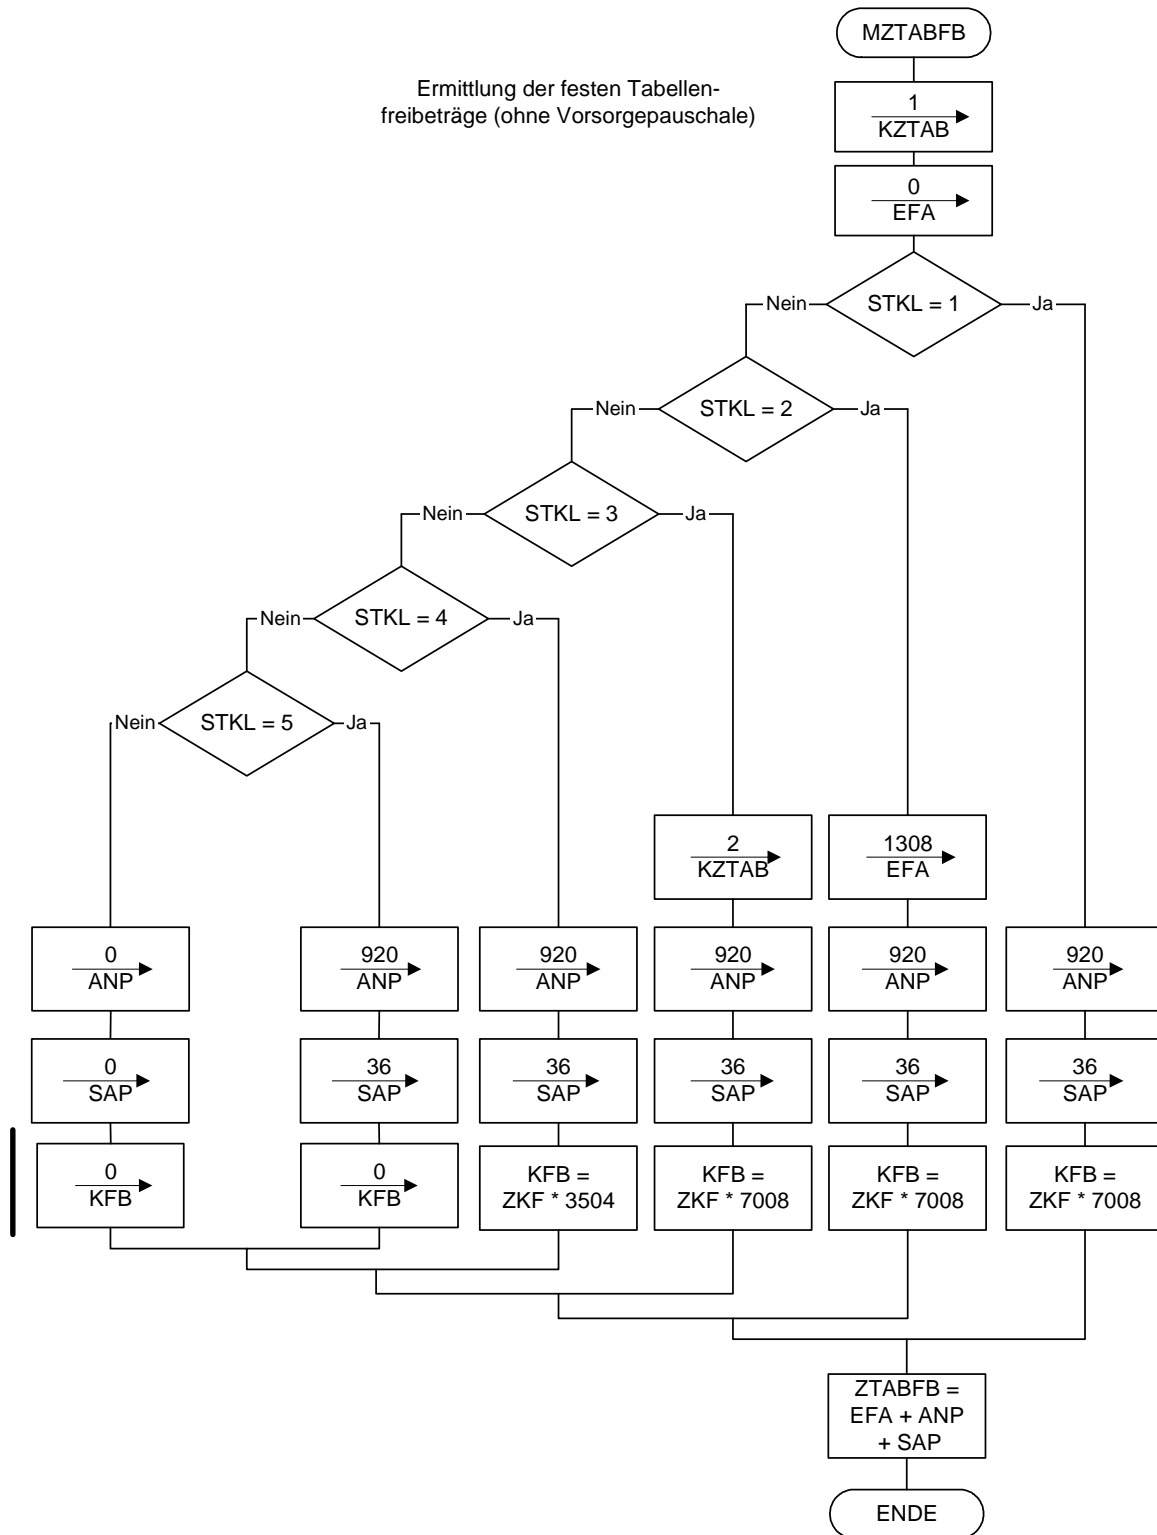 MZTABFB
Ermittlung der festen Tabellen-
freibeträge (ohne Vorsorgepauschale)
1
KZTAB
0
EFA
Nein
STKL = 1
Ja
Nein
STKL = 2
Ja
Nein
STKL = 3
Ja
Nein
STKL = 4
Ja
Nein
STKL = 5
Ja
2
KZTAB
1308
EFA
0
ANP
920
ANP
920
ANP
920
ANP
920
ANP
920
ANP
0
SAP
36
SAP
36
SAP
36
SAP
36
SAP
36
SAP
0
KFB
0
KFB
KFB =
ZKF * 3504
KFB =
ZKF * 7008
KFB =
ZKF * 7008
KFB =
ZKF * 7008
ZTABFB =
EFA + ANP
+ SAP
ENDE